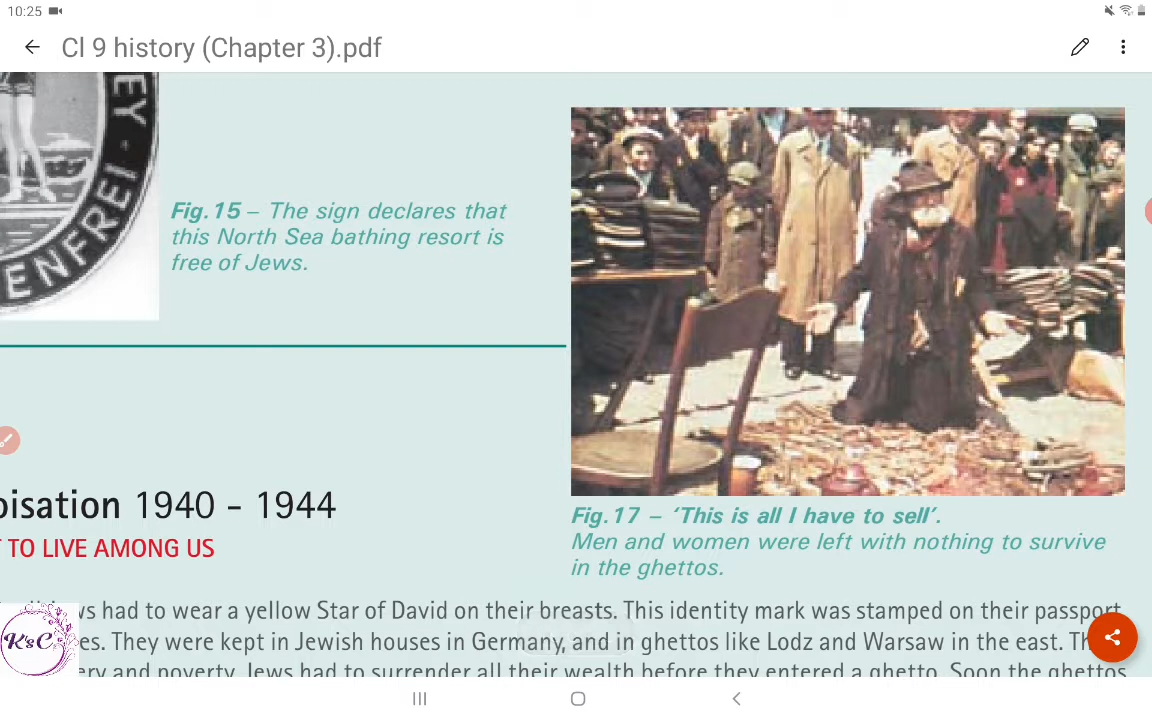 10:25
Cl 9 history (Chapter 3).pdf
EY · ENFREI
Fig.15 – The sign declares that
this North Sea bathing resort is
free of Jews.
Fig.17 – ‘This is all I have to sell’.
Men and women were left with nothing to survive
in the ghettos.
oisation 1940 - 1944
TO LIVE AMONG US
had to wear a yellow Star of David on their breasts. This identity mark was stamped on their passport,
es. They were kept in Jewish houses in Germany, and in ghettos like Lodz and Warsaw in the east.
ery and poverty. Jews had to surrender all their wealth before they entered a ghetto. Soon the ghettos
K&C